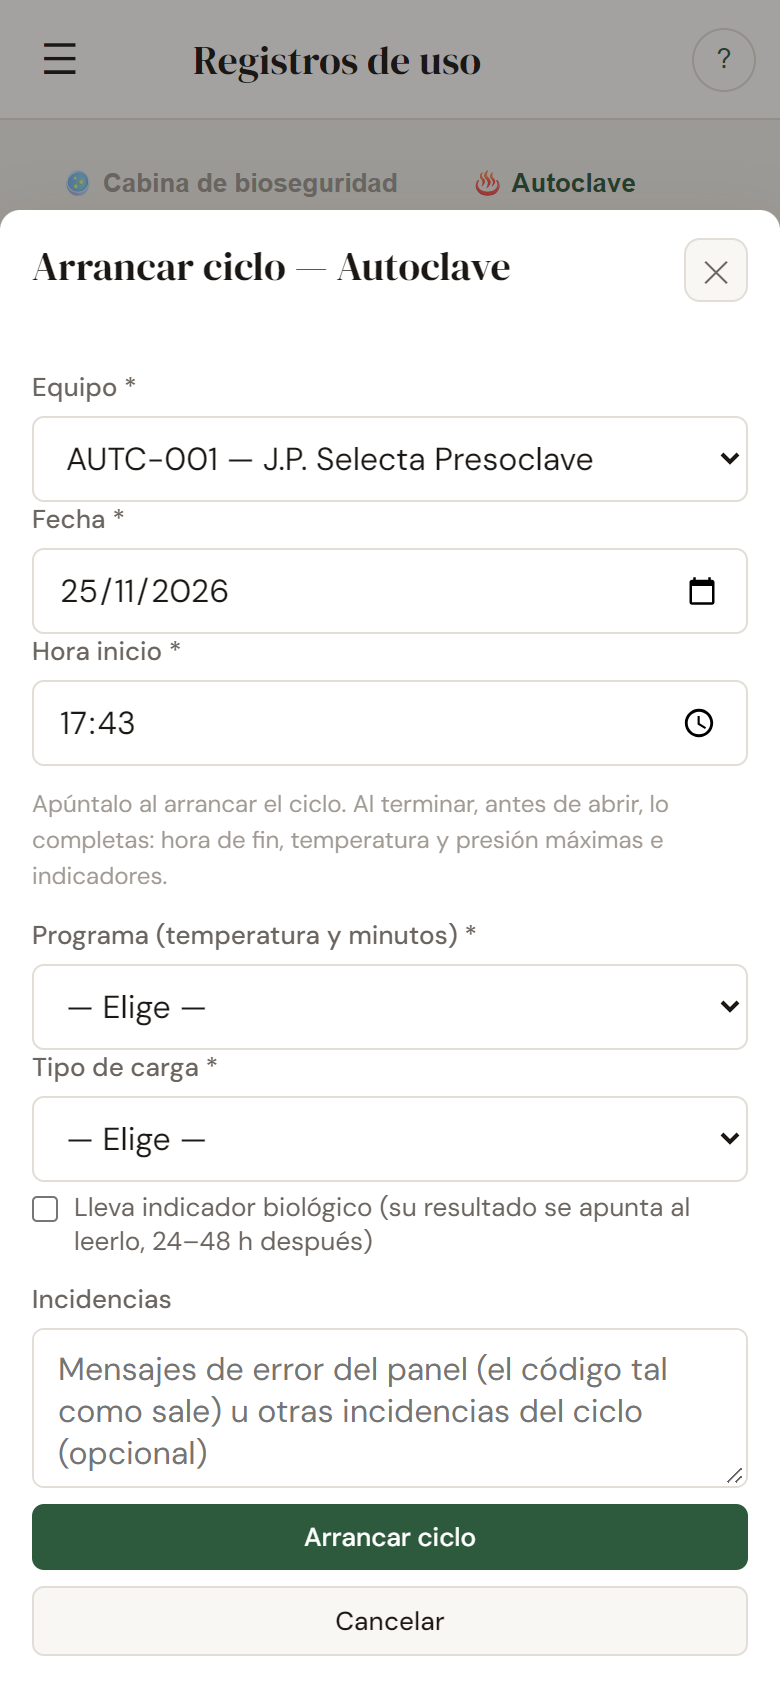 Registros de uso
?
Cabina de bioseguridad
Autoclave
Arrancar ciclo — Autoclave
Equipo *
AUTC-001 — J.P. Selecta Presoclave
Fecha *
25/11/2026
Hora inicio *
17:43
Apúntalo al arrancar el ciclo. Al terminar, antes de abrir, lo
completas: hora de fin, temperatura y presión máximas e
indicadores.
Programa (temperatura y minutos) *
— Elige —
Tipo de carga *
— Elige —
Lleva indicador biológico (su resultado se apunta al
leerlo, 24–48 h después)
Incidencias
Mensajes de error del panel (el código tal
como sale) u otras incidencias del ciclo
(opcional)
Arrancar ciclo
Cancelar